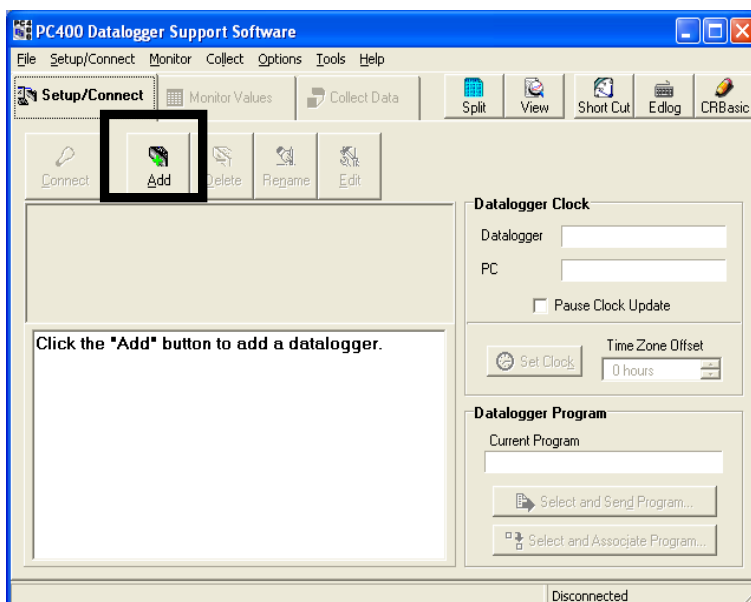 PC400 Datalogger Support Software
File Setup/Connect Monitor Collect Options Tools Help
Setup/Connect Monitor Values Collect Data Split View Short Cut Edlog CRBasic
Connect Add Delete Rename Edit
Datalogger Clock
Datalogger
PC
Pause Clock Update
Click the "Add" button to add a datalogger.
Time Zone Offset
Set Clock 0 hours
Datalogger Program
Current Program
Select and Send Program...
Select and Associate Program...
Disconnected